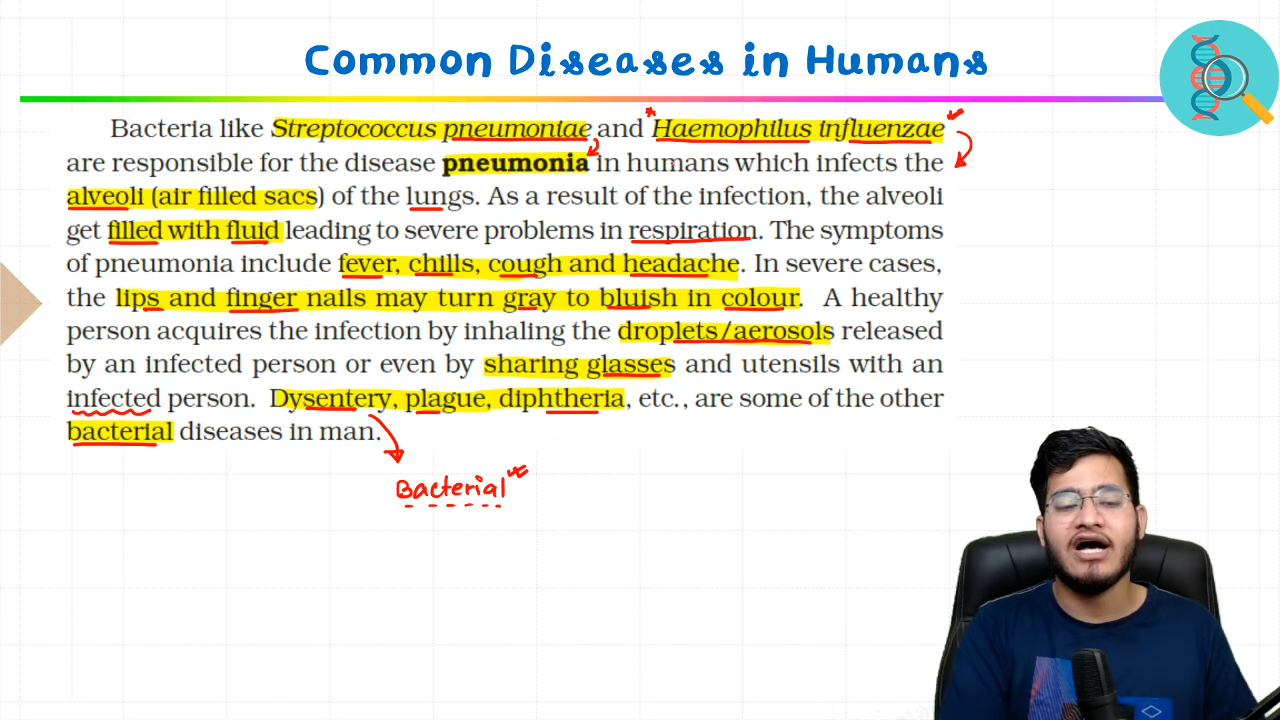 Common Diseases in Humans
Bacteria like Streptococcus pneumoniae and Haemophilus influenzae
are responsible for the disease pneumonia in humans which infects the
alveoli (air filled sacs) of the lungs. As a result of the infection, the alveoli
get filled with fluid leading to severe problems in respiration. The symptoms
of pneumonia include fever, chills, cough and headache. In severe cases,
the lips and finger nails may turn gray to bluish in colour. A healthy
person acquires the infection by inhaling the droplets/aerosols released
by an infected person or even by sharing glasses and utensils with an
infected person. Dysentery, plague, diphtheria, etc., are some of the other
bacterial diseases in man.
Bacterial